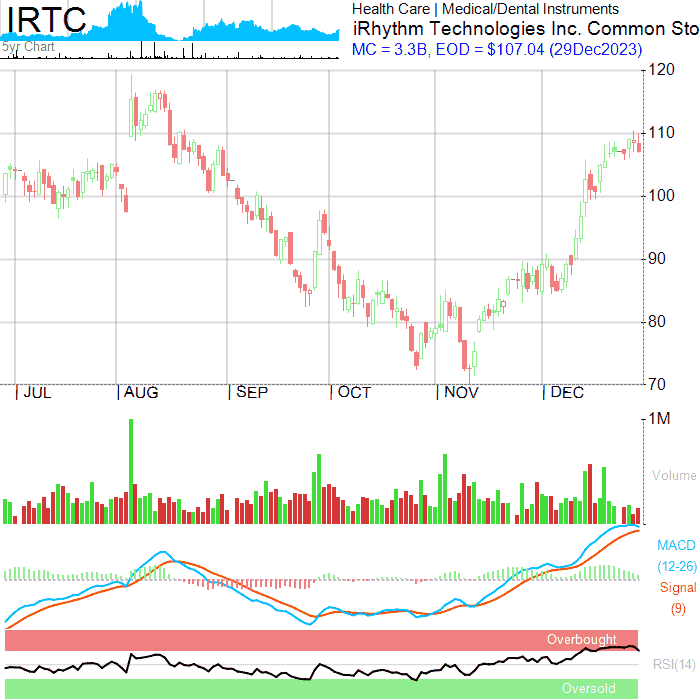 IRTC
5yr Chart
Health Care | Medical/Dental Instruments
iRhythm Technologies Inc. Common Sto
MC = 3.3B, EOD = $107.04 (29Dec2023)
120
110
100
90
80
70
JUL AUG SEP OCT NOV DEC
1M
Volume
MACD
(12-26)
Signal
(9)
Overbought
RSI(14)
Oversold